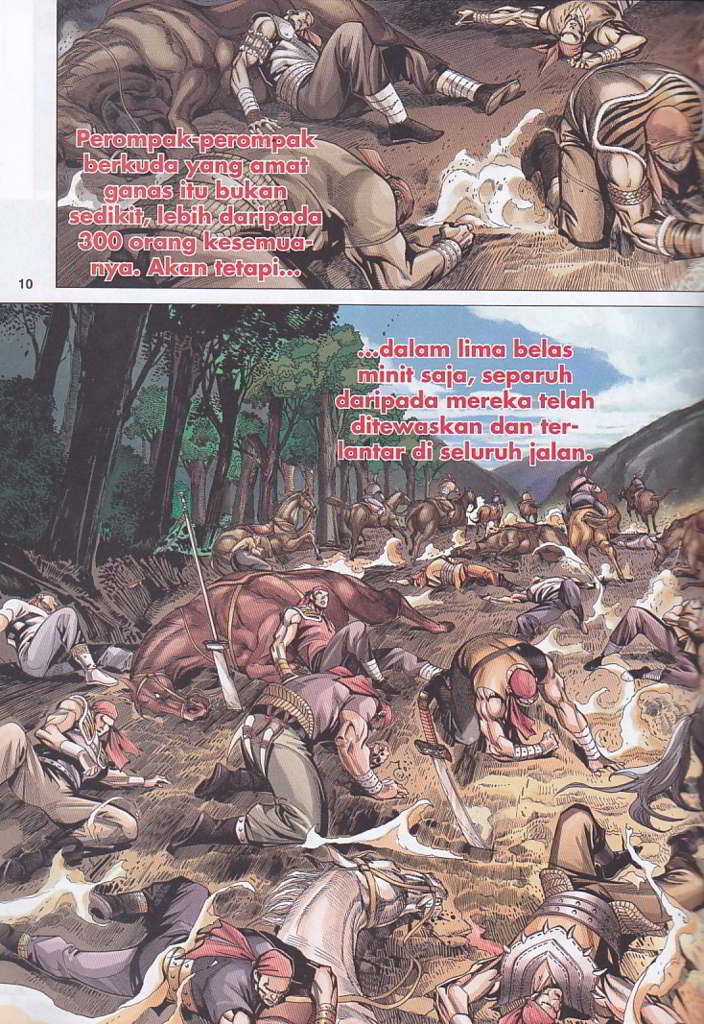 Perompak-perompak
berkuda yang amat
ganas itu bukan
sedikit, lebih daripada
300 orang kesemua-
nya. Akan tetapi...
10
...dalam lima belas
minit saja, separuh
daripada mereka telah
ditewaskan dan ter-
lantar di seluruh jalan.